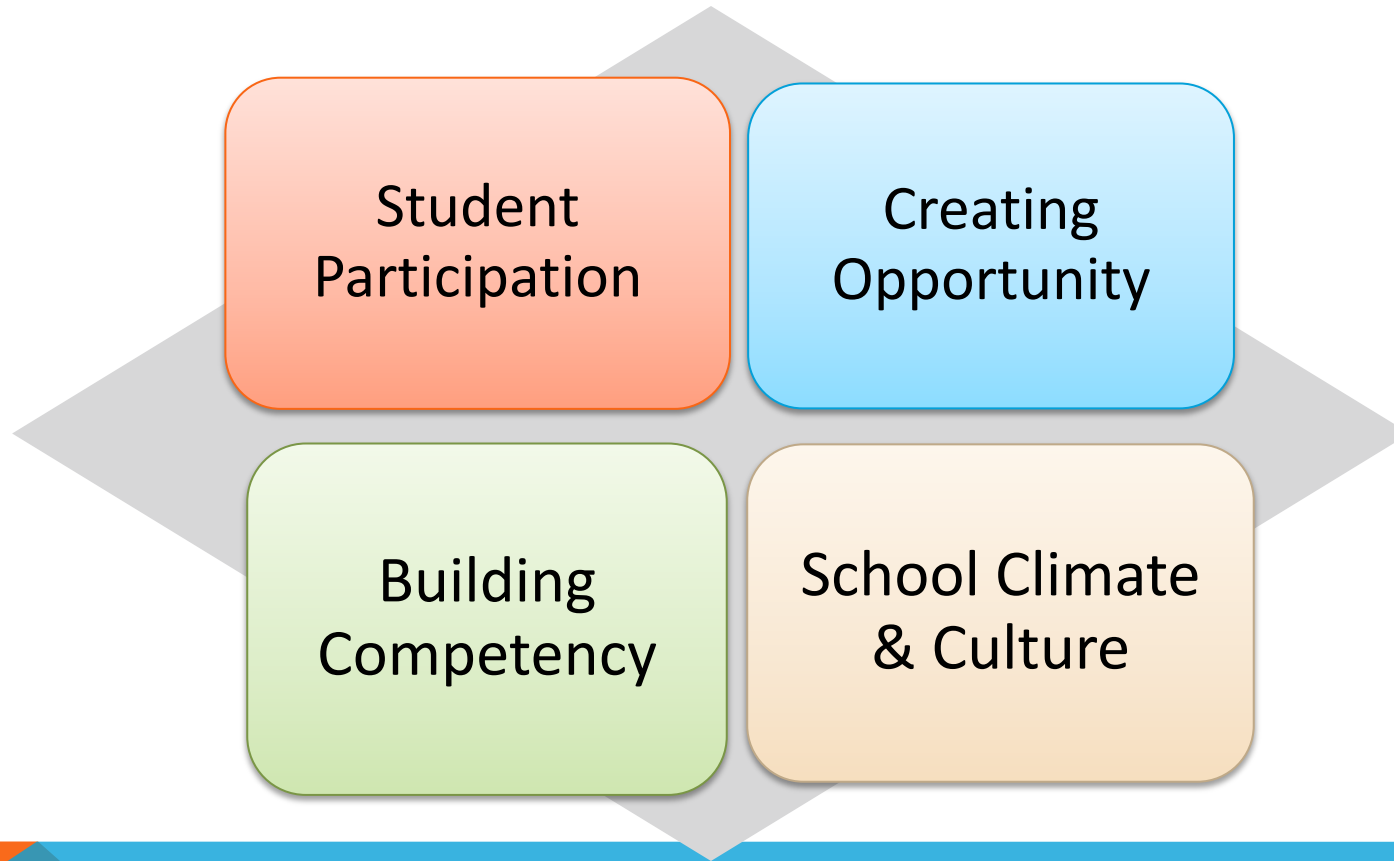 Student
Participation
Creating
Opportunity
Building
Competency
School Climate
& Culture